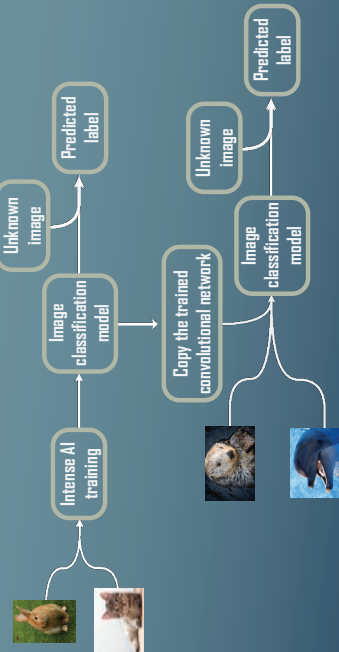 Intense AI
training
Image
classification
model
Unknown
image
Predicted
label
Copy the trained
convolutional network
Image
classification
model
Unknown
image
Predicted
label